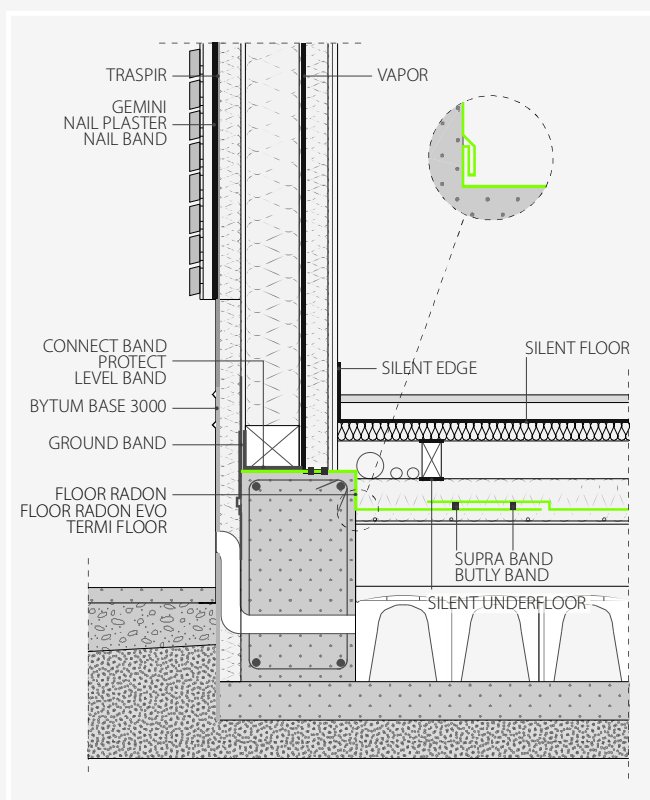 TRASPIR
VAPOR
GEMINI
NAIL PLASTER
NAIL BAND
CONNECT BAND
PROTECT
LEVEL BAND
SILENT EDGE
SILENT FLOOR
BYTUM BASE 3000
GROUND BAND
FLOOR RADON
FLOOR RADON EVO
TERMI FLOOR
SUPRA BAND
BUTLY BAND
SILENT UNDERFLOOR